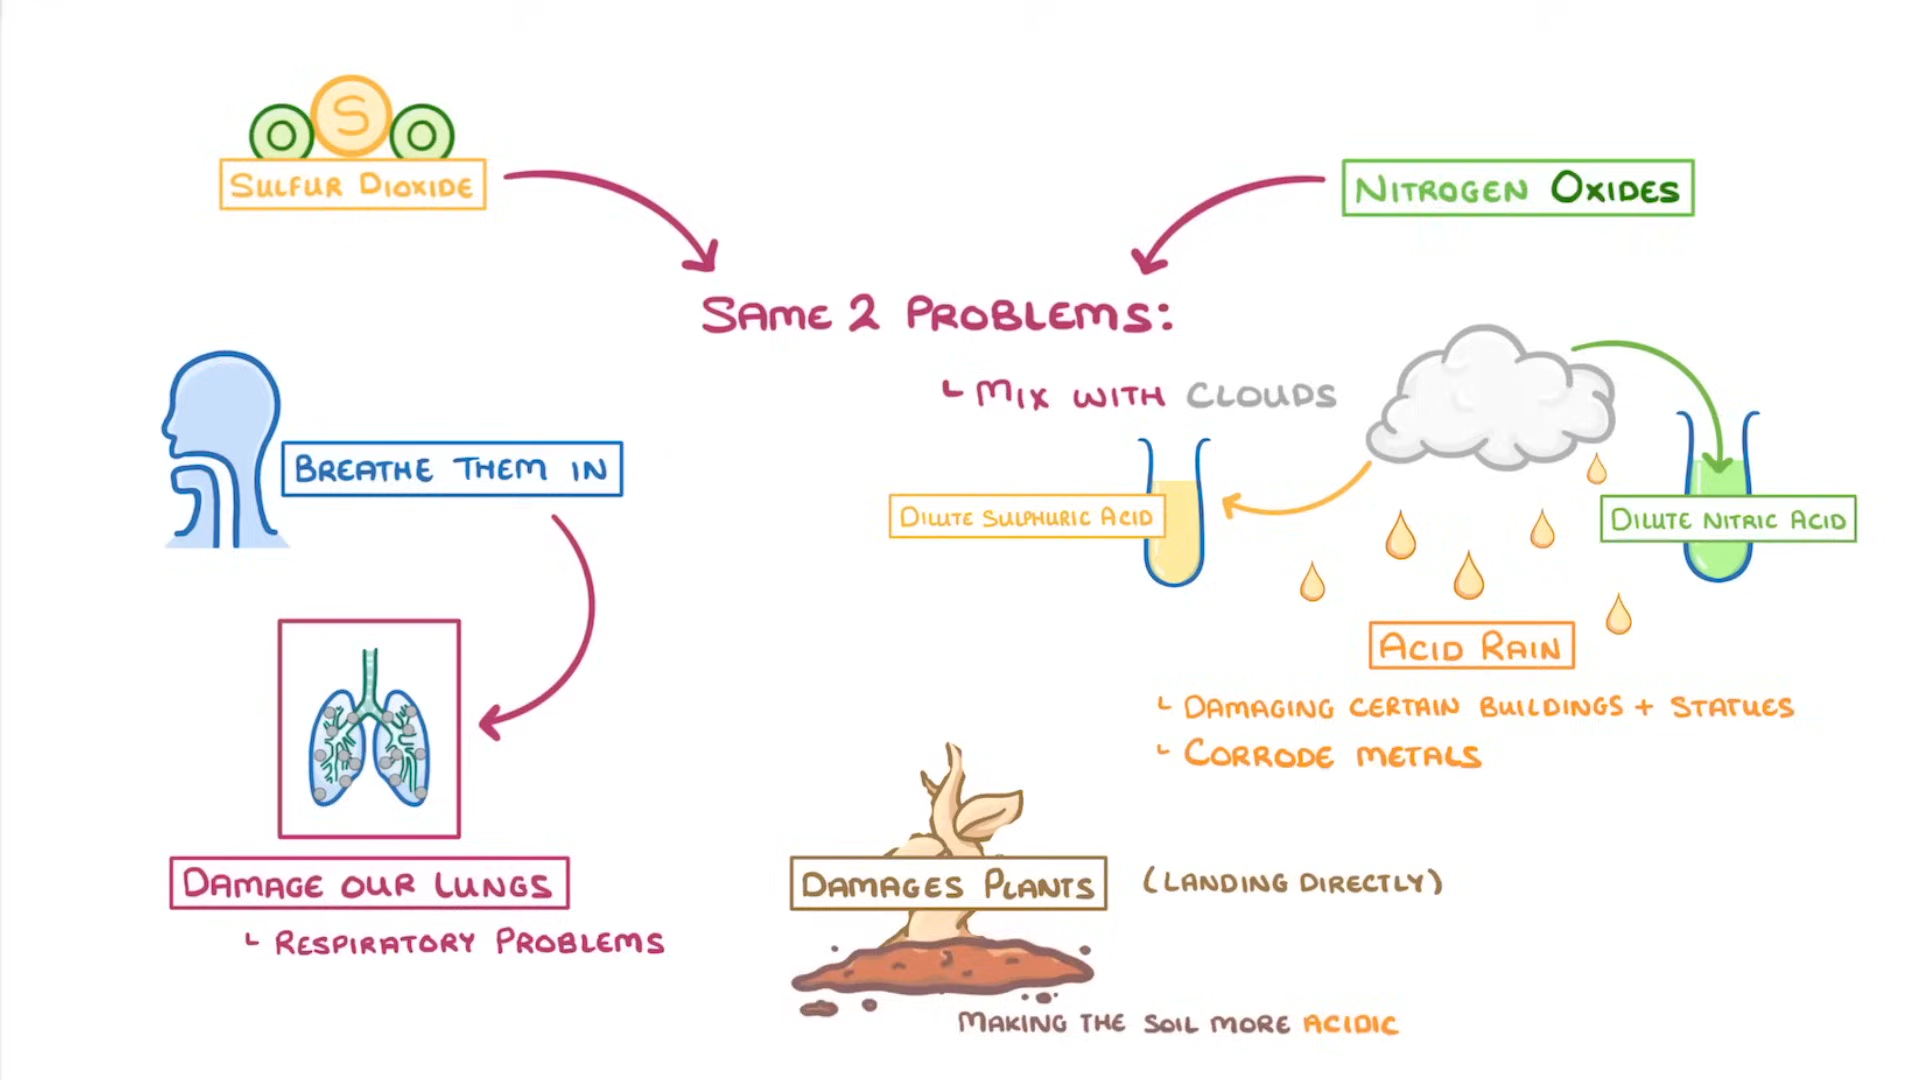 O S O
SULFUR DIOXIDE
NITROGEN OXIDES
SAME 2 PROBLEMS:
MIX WITH CLOUDS
BREATHE THEM IN
DILUTE SULPHURIC ACID
DILUTE NITRIC ACID
ACID RAIN
DAMAGING CERTAIN BUILDINGS + STATUES
CORRODE METALS
DAMAGE OUR LUNGS
RESPIRATORY PROBLEMS
DAMAGES PLANTS (LANDING DIRECTLY)
MAKING THE SOIL MORE ACIDIC